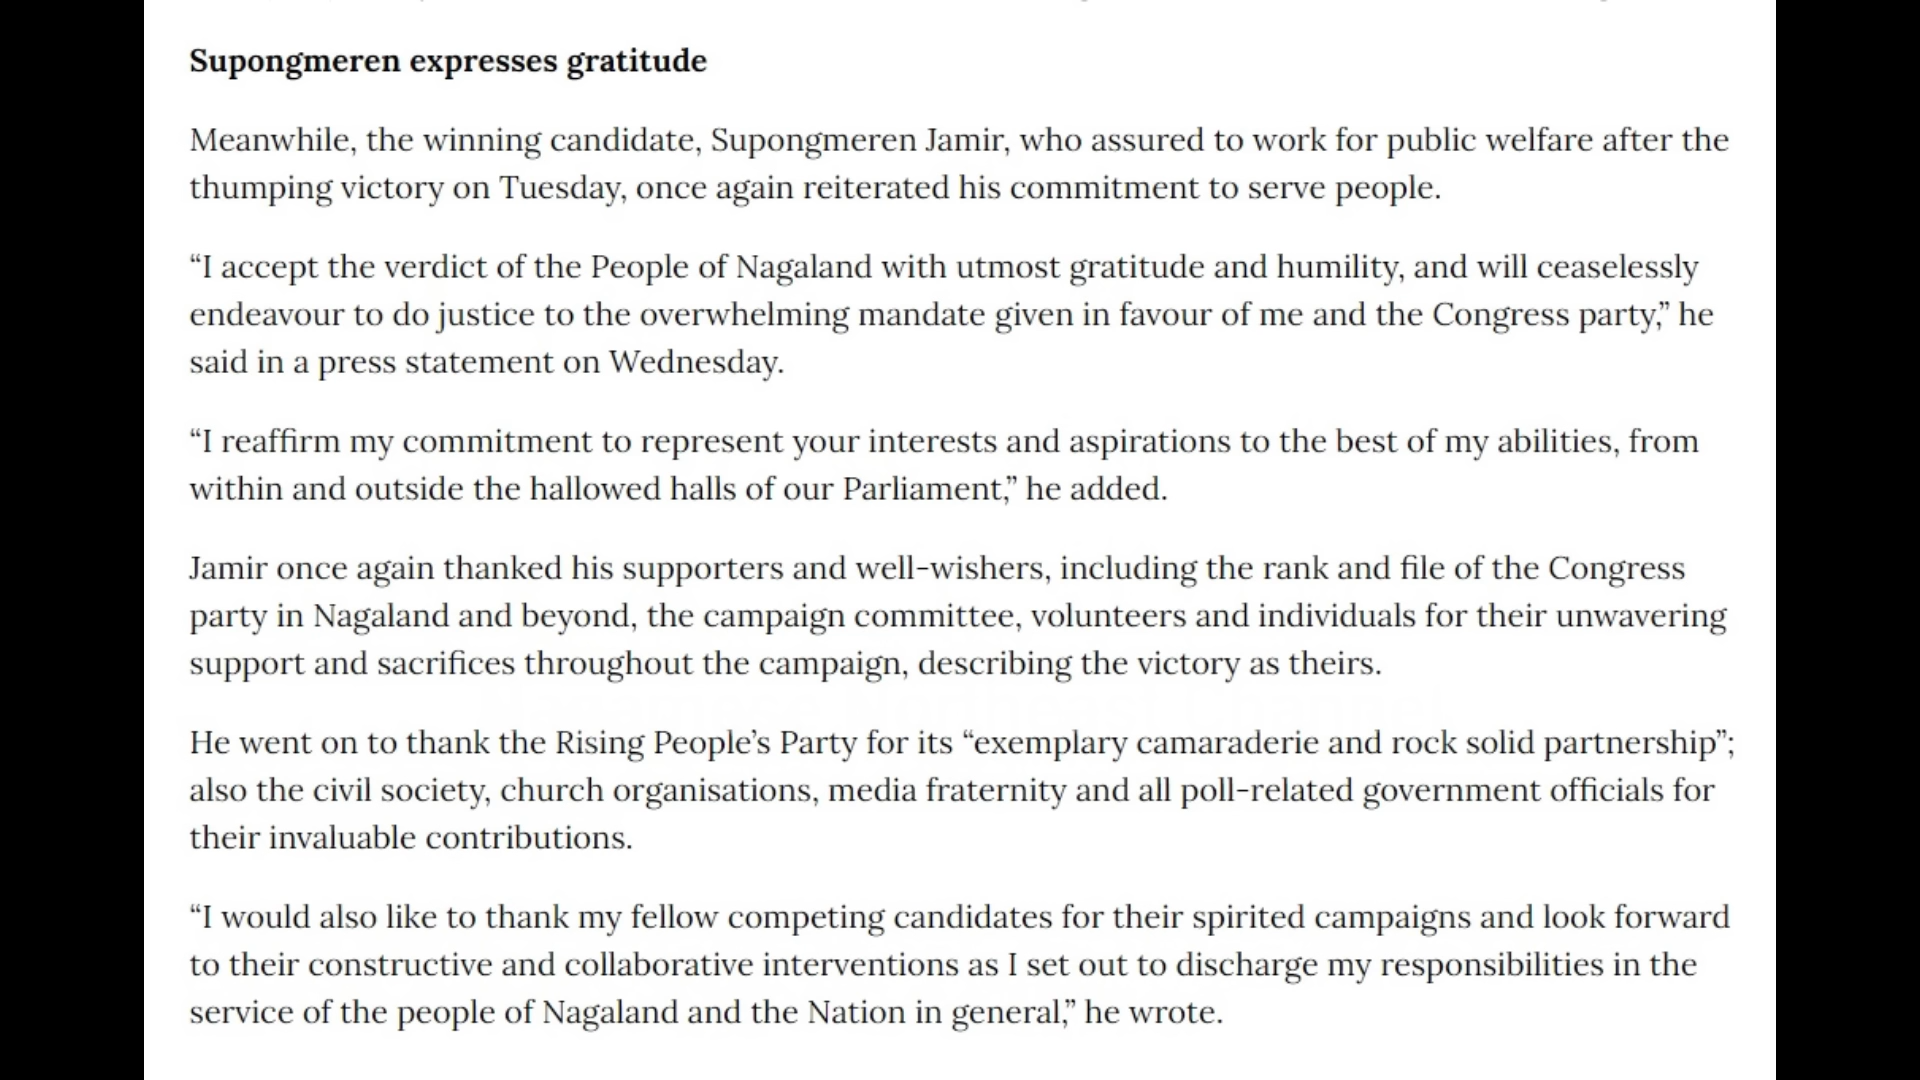 Supongmeren expresses gratitude
Meanwhile, the winning candidate, Supongmeren Jamir, who assured to work for public welfare after the
thumping victory on Tuesday, once again reiterated his commitment to serve people.
“I accept the verdict of the People of Nagaland with utmost gratitude and humility, and will ceaselessly
endeavour to do justice to the overwhelming mandate given in favour of me and the Congress party,” he
said in a press statement on Wednesday.
“I reaffirm my commitment to represent your interests and aspirations to the best of my abilities, from
within and outside the hallowed halls of our Parliament,” he added.
Jamir once again thanked his supporters and well-wishers, including the rank and file of the Congress
party in Nagaland and beyond, the campaign committee, volunteers and individuals for their unwavering
support and sacrifices throughout the campaign, describing the victory as theirs.
He went on to thank the Rising People’s Party for its “exemplary camaraderie and rock solid partnership”;
also the civil society, church organisations, media fraternity and all poll-related government officials for
their invaluable contributions.
“I would also like to thank my fellow competing candidates for their spirited campaigns and look forward
to their constructive and collaborative interventions as I set out to discharge my responsibilities in the
service of the people of Nagaland and the Nation in general,” he wrote.